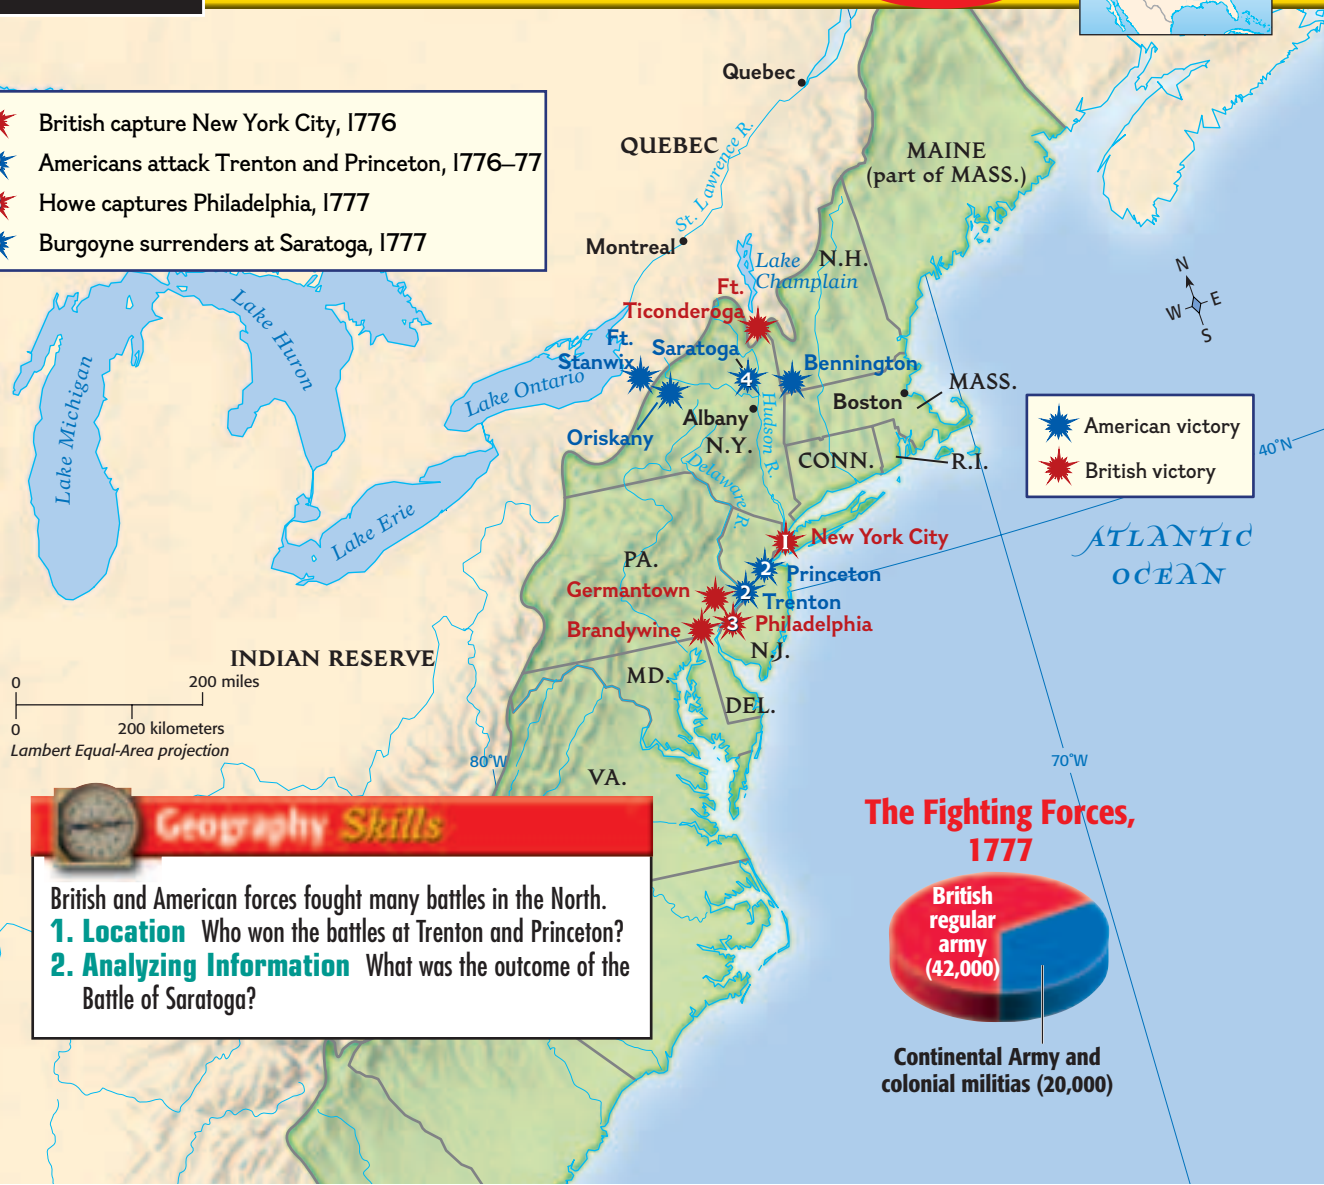 British capture New York City, 1776
Americans attack Trenton and Princeton, 1776–77
Howe captures Philadelphia, 1777
Burgoyne surrenders at Saratoga, 1777
Quebec
QUEBEC
St. Lawrence R.
Montreal
MAINE
(part of MASS.)
Lake
Champlain
N.H.
Ft.
Ticonderoga
Ft.
Stanwix
Saratoga
4
Bennington
Lake Huron
Lake Michigan
Lake Ontario
Lake Erie
Oriskany
Albany
N.Y.
Hudson R.
Delaware R.
Boston
MASS.
CONN.
R.I.
N
W
E
S
American victory
British victory
40°N
ATLANTIC
OCEAN
PA.
1
New York City
2
Princeton
2
Trenton
Germantown
3
Philadelphia
Brandywine
N.J.
MD.
DEL.
VA.
INDIAN RESERVE
0
200 miles
0
200 kilometers
Lambert Equal-Area projection
80°W
70°W
Geography Skills
British and American forces fought many battles in the North.
1. Location Who won the battles at Trenton and Princeton?
2. Analyzing Information What was the outcome of the
Battle of Saratoga?
The Fighting Forces,
1777
British
regular
army
(42,000)
Continental Army and
colonial militias (20,000)